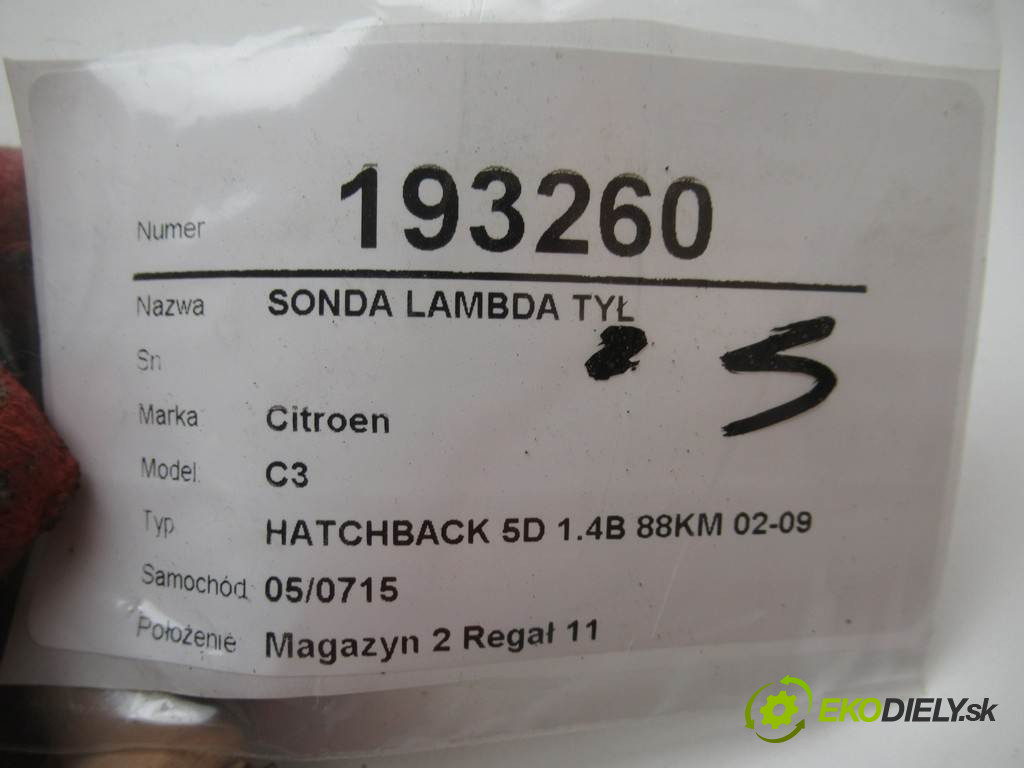 Numer 193260
Nazwa SONDA LAMBDA TYŁ
Sn
Marka Citroen
Model C3
Typ HATCHBACK 5D 1.4B 88KM 02-09
Samochód 05/0715
Położenie Magazyn 2 Regał 11
EKODIELY.sk